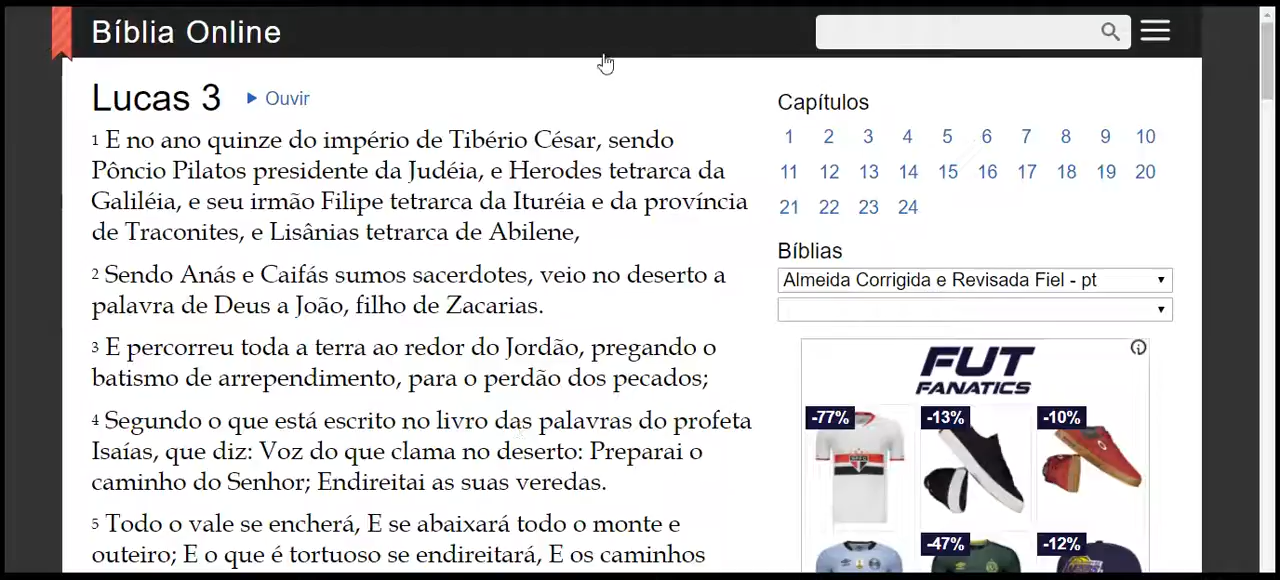 Bíblia Online
Lucas 3
Ouvir
1 E no ano quinze do império de Tibério César, sendo
Pôncio Pilatos presidente da Judéia, e Herodes tetrarca da
Galiléia, e seu irmão Filipe tetrarca da Ituréia e da província
de Traconites, e Lisânias tetrarca de Abilene,
2 Sendo Anás e Caifás sumos sacerdotes, veio no deserto a
palavra de Deus a João, filho de Zacarias.
3 E percorreu toda a terra ao redor do Jordão, pregando o
batismo de arrependimento, para o perdão dos pecados;
4 Segundo o que está escrito no livro das palavras do profeta
Isaías, que diz: Voz do que clama no deserto: Preparai o
caminho do Senhor; Endireitai as suas veredas.
5 Todo o vale se encherá, E se abaixará todo o monte e
outeiro; E o que é tortuoso se endireitará, E os caminhos
Capítulos
1 2 3 4 5 6 7 8 9 10
11 12 13 14 15 16 17 18 19 20
21 22 23 24
Bíblias
Almeida Corrigida e Revisada Fiel - pt
FUT
FANATICS
-77% -13% -10%
-47% -12%